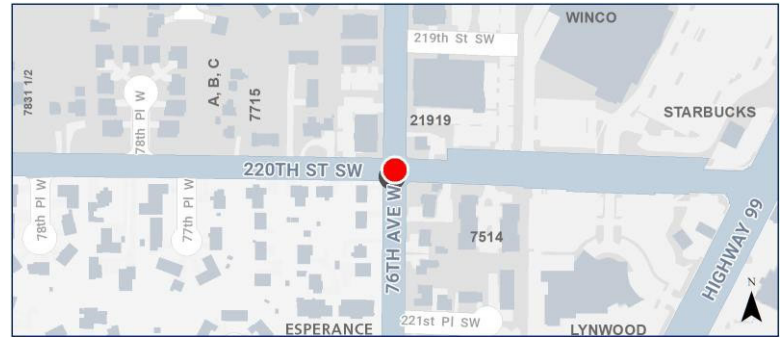 WINCO
219th St SW
7831 1/2
78th Pl W
A, B, C
7715
21919
STARBUCKS
220TH ST SW
78th Pl W
77th Pl W
76TH AVE W
7514
HIGHWAY 99
N
ESPERANCE
221st Pl SW
LYNWOOD